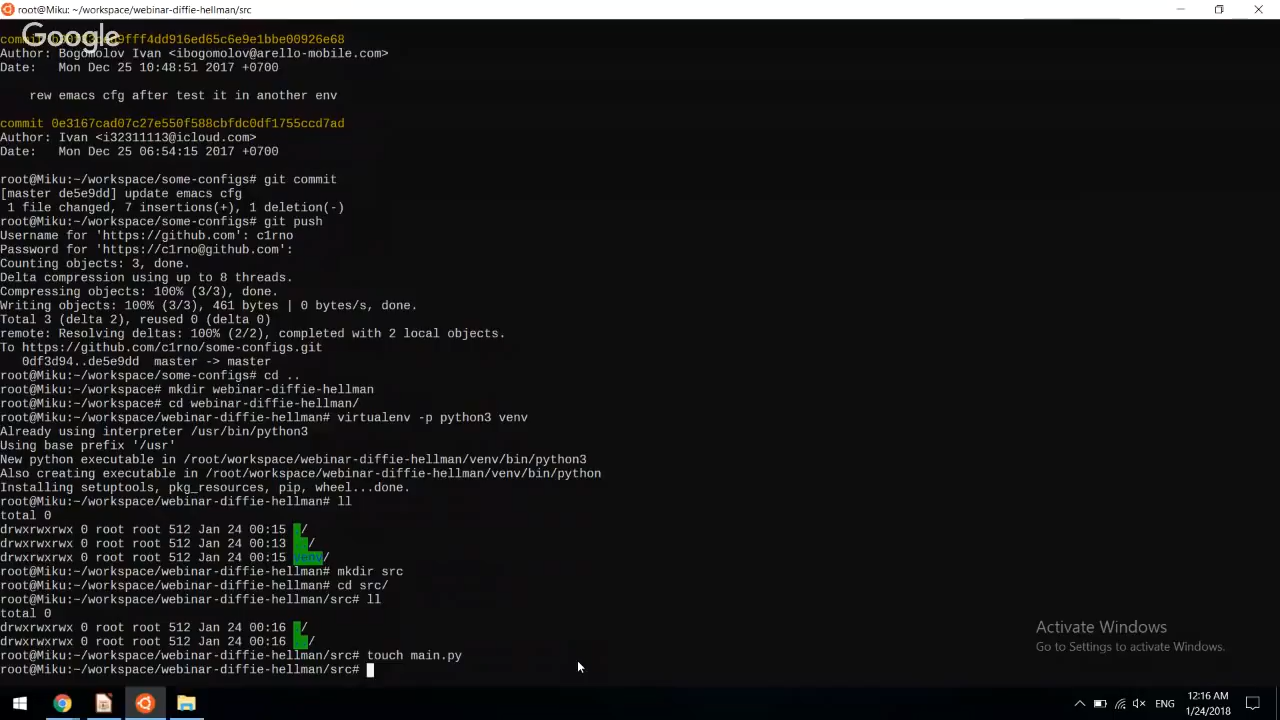 root@Miku: ~/workspace/webinar-diffie-hellman/src
Google
Author: Bogomolov Ivan <ibogomolov@arello-mobile.com>
Date:   Mon Dec 25 10:48:51 2017 +0700
rew emacs cfg after test it in another env
commit 0e3167cad07c27e550f588cbfdc0df1755ccd7ad
Author: Ivan <i32311113@icloud.com>
Date:   Mon Dec 25 06:54:15 2017 +0700
root@Miku:~/workspace/some-configs# git commit
[master de5e9dd] update emacs cfg
1 file changed, 7 insertions(+), 1 deletion(-)
root@Miku:~/workspace/some-configs# git push
Username for 'https://github.com': c1rno
Password for 'https://c1rno@github.com':
Counting objects: 3, done.
Delta compression using up to 8 threads.
Compressing objects: 100% (3/3), done.
Writing objects: 100% (3/3), 461 bytes | 0 bytes/s, done.
Total 3 (delta 2), reused 0 (delta 0)
remote: Resolving deltas: 100% (2/2), completed with 2 local objects.
To https://github.com/c1rno/some-configs.git
0df3d94..de5e9dd  master -> master
root@Miku:~/workspace/some-configs# cd ..
root@Miku:~/workspace# mkdir webinar-diffie-hellman
root@Miku:~/workspace# cd webinar-diffie-hellman/
root@Miku:~/workspace/webinar-diffie-hellman# virtualenv -p python3 venv
Already using interpreter /usr/bin/python3
Using base prefix '/usr'
New python executable in /root/workspace/webinar-diffie-hellman/venv/bin/python3
Also creating executable in /root/workspace/webinar-diffie-hellman/venv/bin/python
Installing setuptools, pkg_resources, pip, wheel...done.
root@Miku:~/workspace/webinar-diffie-hellman# ll
total 0
drwxrwxrwx 0 root root 512 Jan 24 00:15 ./
drwxrwxrwx 0 root root 512 Jan 24 00:13 ../
drwxrwxrwx 0 root root 512 Jan 24 00:15 venv/
root@Miku:~/workspace/webinar-diffie-hellman# mkdir src
root@Miku:~/workspace/webinar-diffie-hellman# cd src/
root@Miku:~/workspace/webinar-diffie-hellman/src# ll
total 0
drwxrwxrwx 0 root root 512 Jan 24 00:16 ./
drwxrwxrwx 0 root root 512 Jan 24 00:16 ../
root@Miku:~/workspace/webinar-diffie-hellman/src# touch main.py
root@Miku:~/workspace/webinar-diffie-hellman/src#
Activate Windows
Go to Settings to activate Windows.
ENG
12:16 AM
1/24/2018